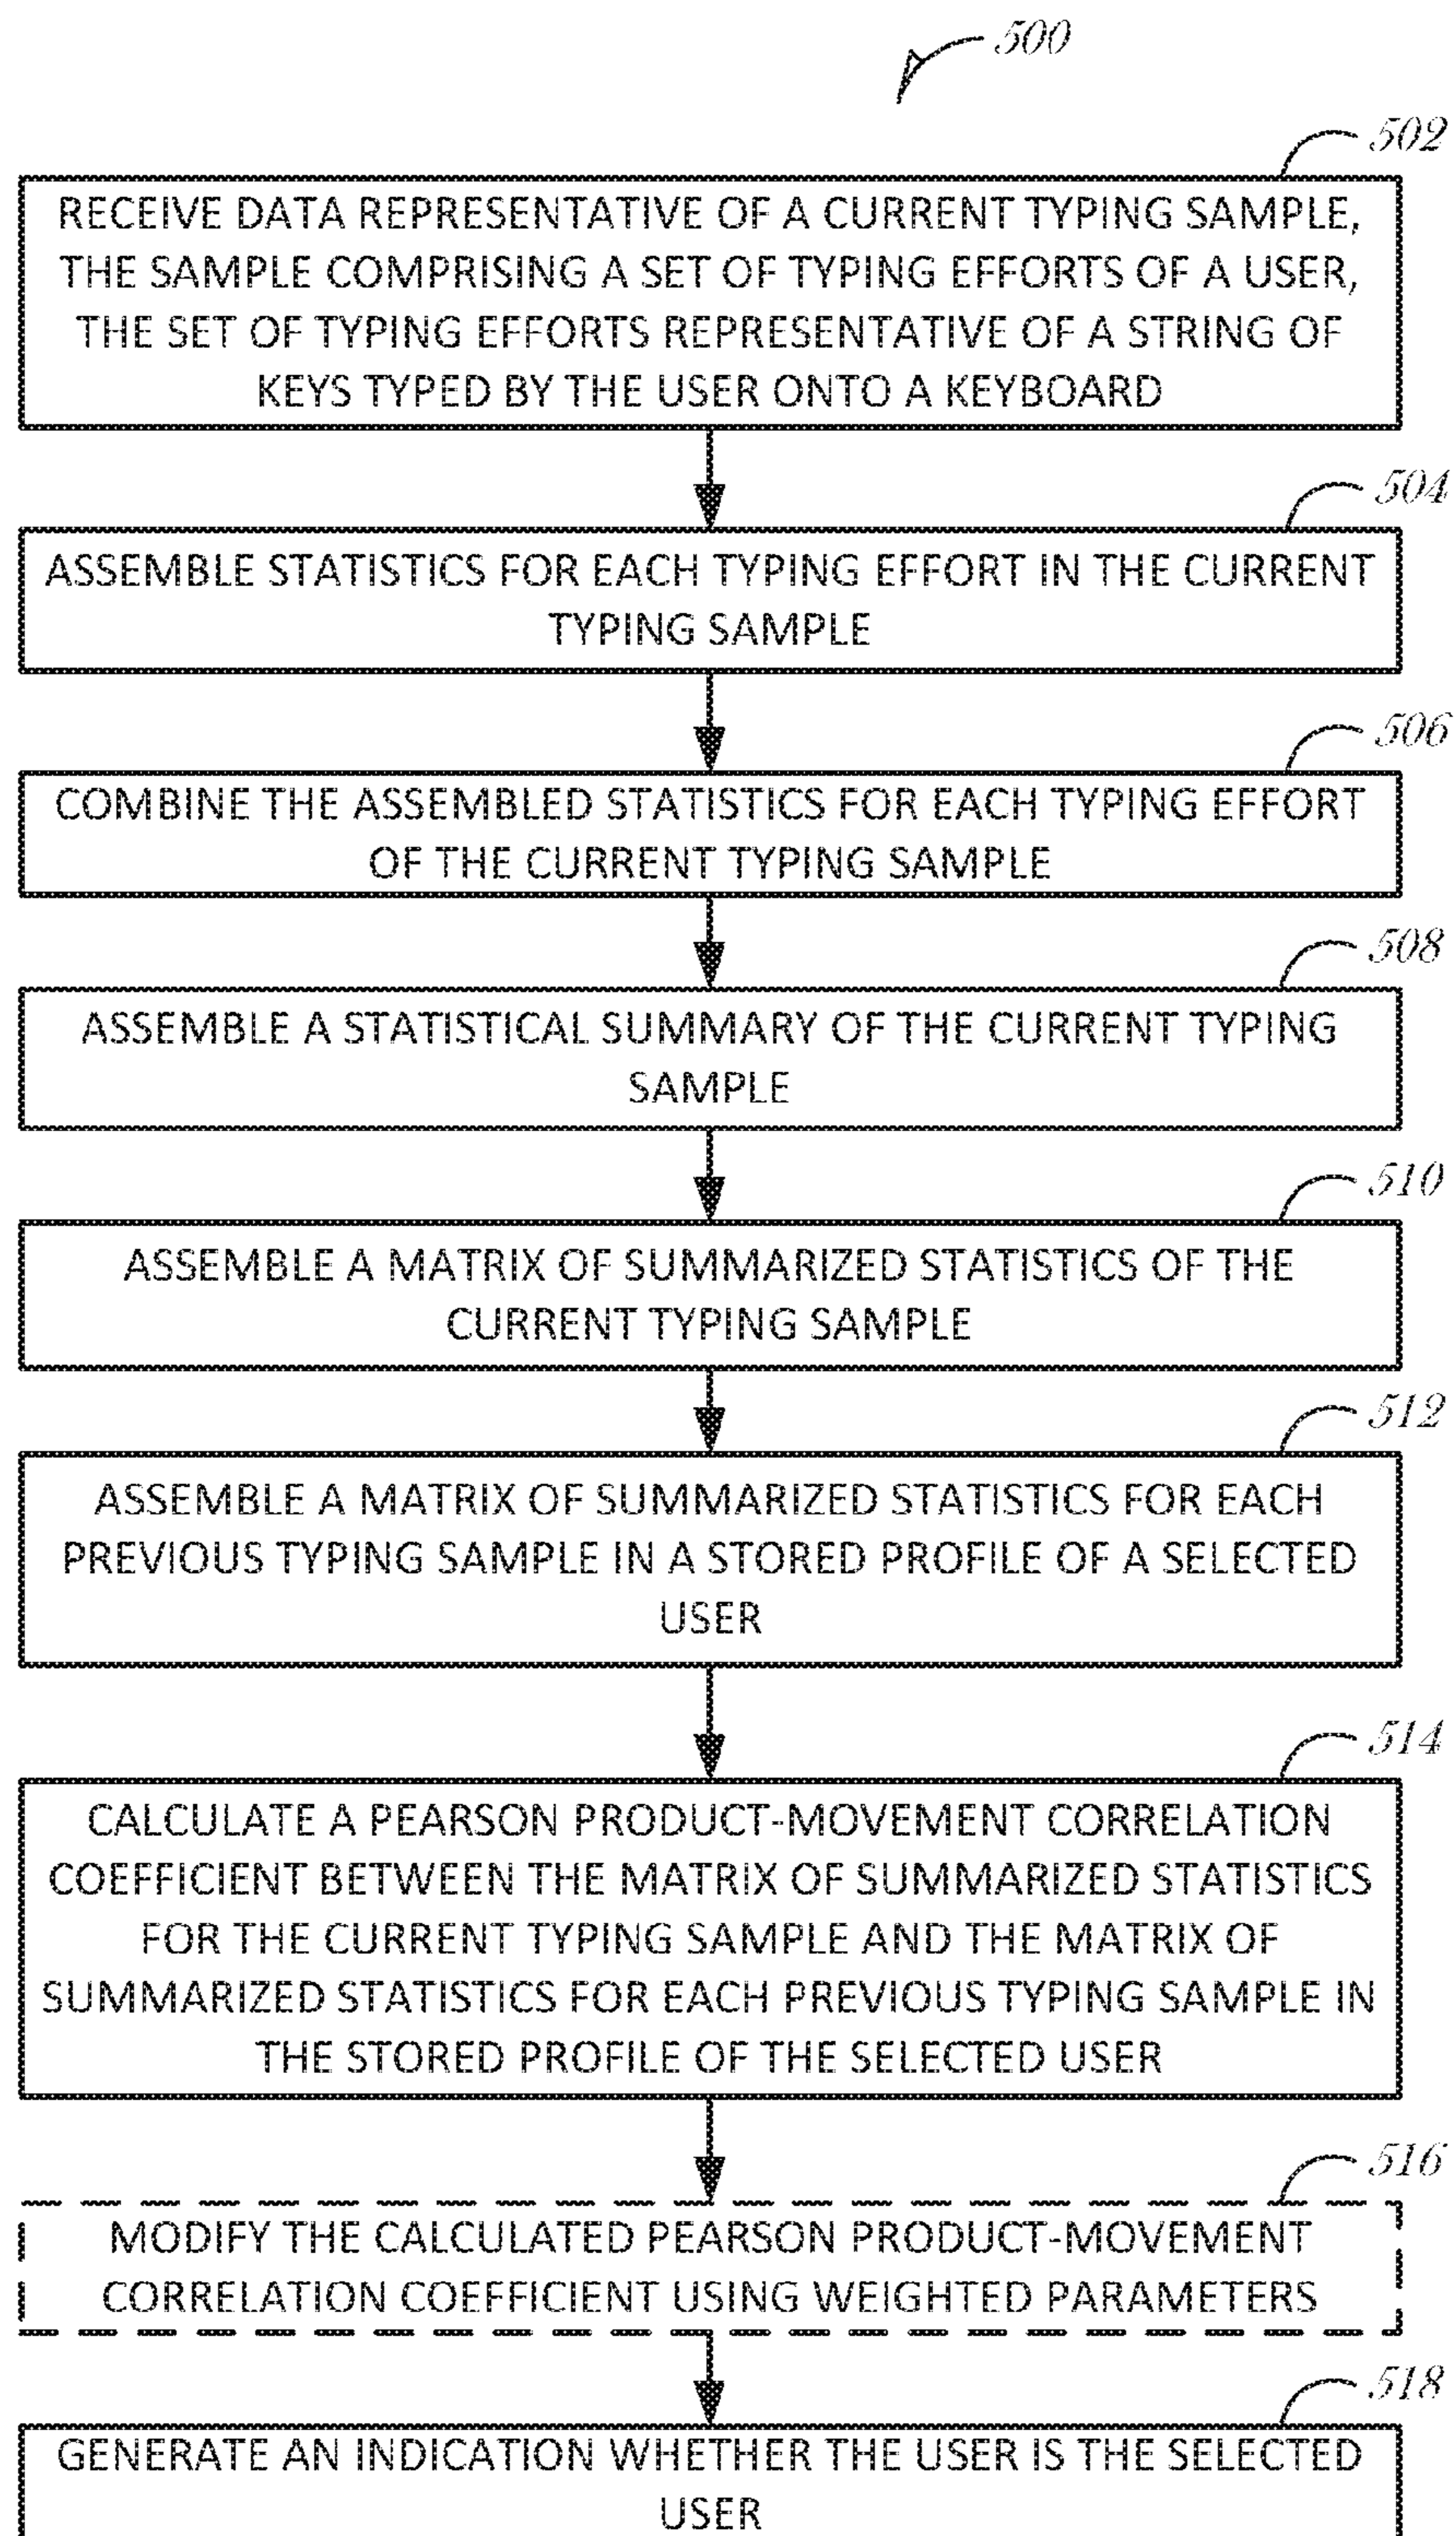 500
502
RECEIVE DATA REPRESENTATIVE OF A CURRENT TYPING SAMPLE,
THE SAMPLE COMPRISING A SET OF TYPING EFFORTS OF A USER,
THE SET OF TYPING EFFORTS REPRESENTATIVE OF A STRING OF
KEYS TYPED BY THE USER ONTO A KEYBOARD
504
ASSEMBLE STATISTICS FOR EACH TYPING EFFORT IN THE CURRENT
TYPING SAMPLE
506
COMBINE THE ASSEMBLED STATISTICS FOR EACH TYPING EFFORT
OF THE CURRENT TYPING SAMPLE
508
ASSEMBLE A STATISTICAL SUMMARY OF THE CURRENT TYPING
SAMPLE
510
ASSEMBLE A MATRIX OF SUMMARIZED STATISTICS OF THE
CURRENT TYPING SAMPLE
512
ASSEMBLE A MATRIX OF SUMMARIZED STATISTICS FOR EACH
PREVIOUS TYPING SAMPLE IN A STORED PROFILE OF A SELECTED
USER
514
CALCULATE A PEARSON PRODUCT-MOVEMENT CORRELATION
COEFFICIENT BETWEEN THE MATRIX OF SUMMARIZED STATISTICS
FOR THE CURRENT TYPING SAMPLE AND THE MATRIX OF
SUMMARIZED STATISTICS FOR EACH PREVIOUS TYPING SAMPLE IN
THE STORED PROFILE OF THE SELECTED USER
516
MODIFY THE CALCULATED PEARSON PRODUCT-MOVEMENT
CORRELATION COEFFICIENT USING WEIGHTED PARAMETERS
518
GENERATE AN INDICATION WHETHER THE USER IS THE SELECTED
USER